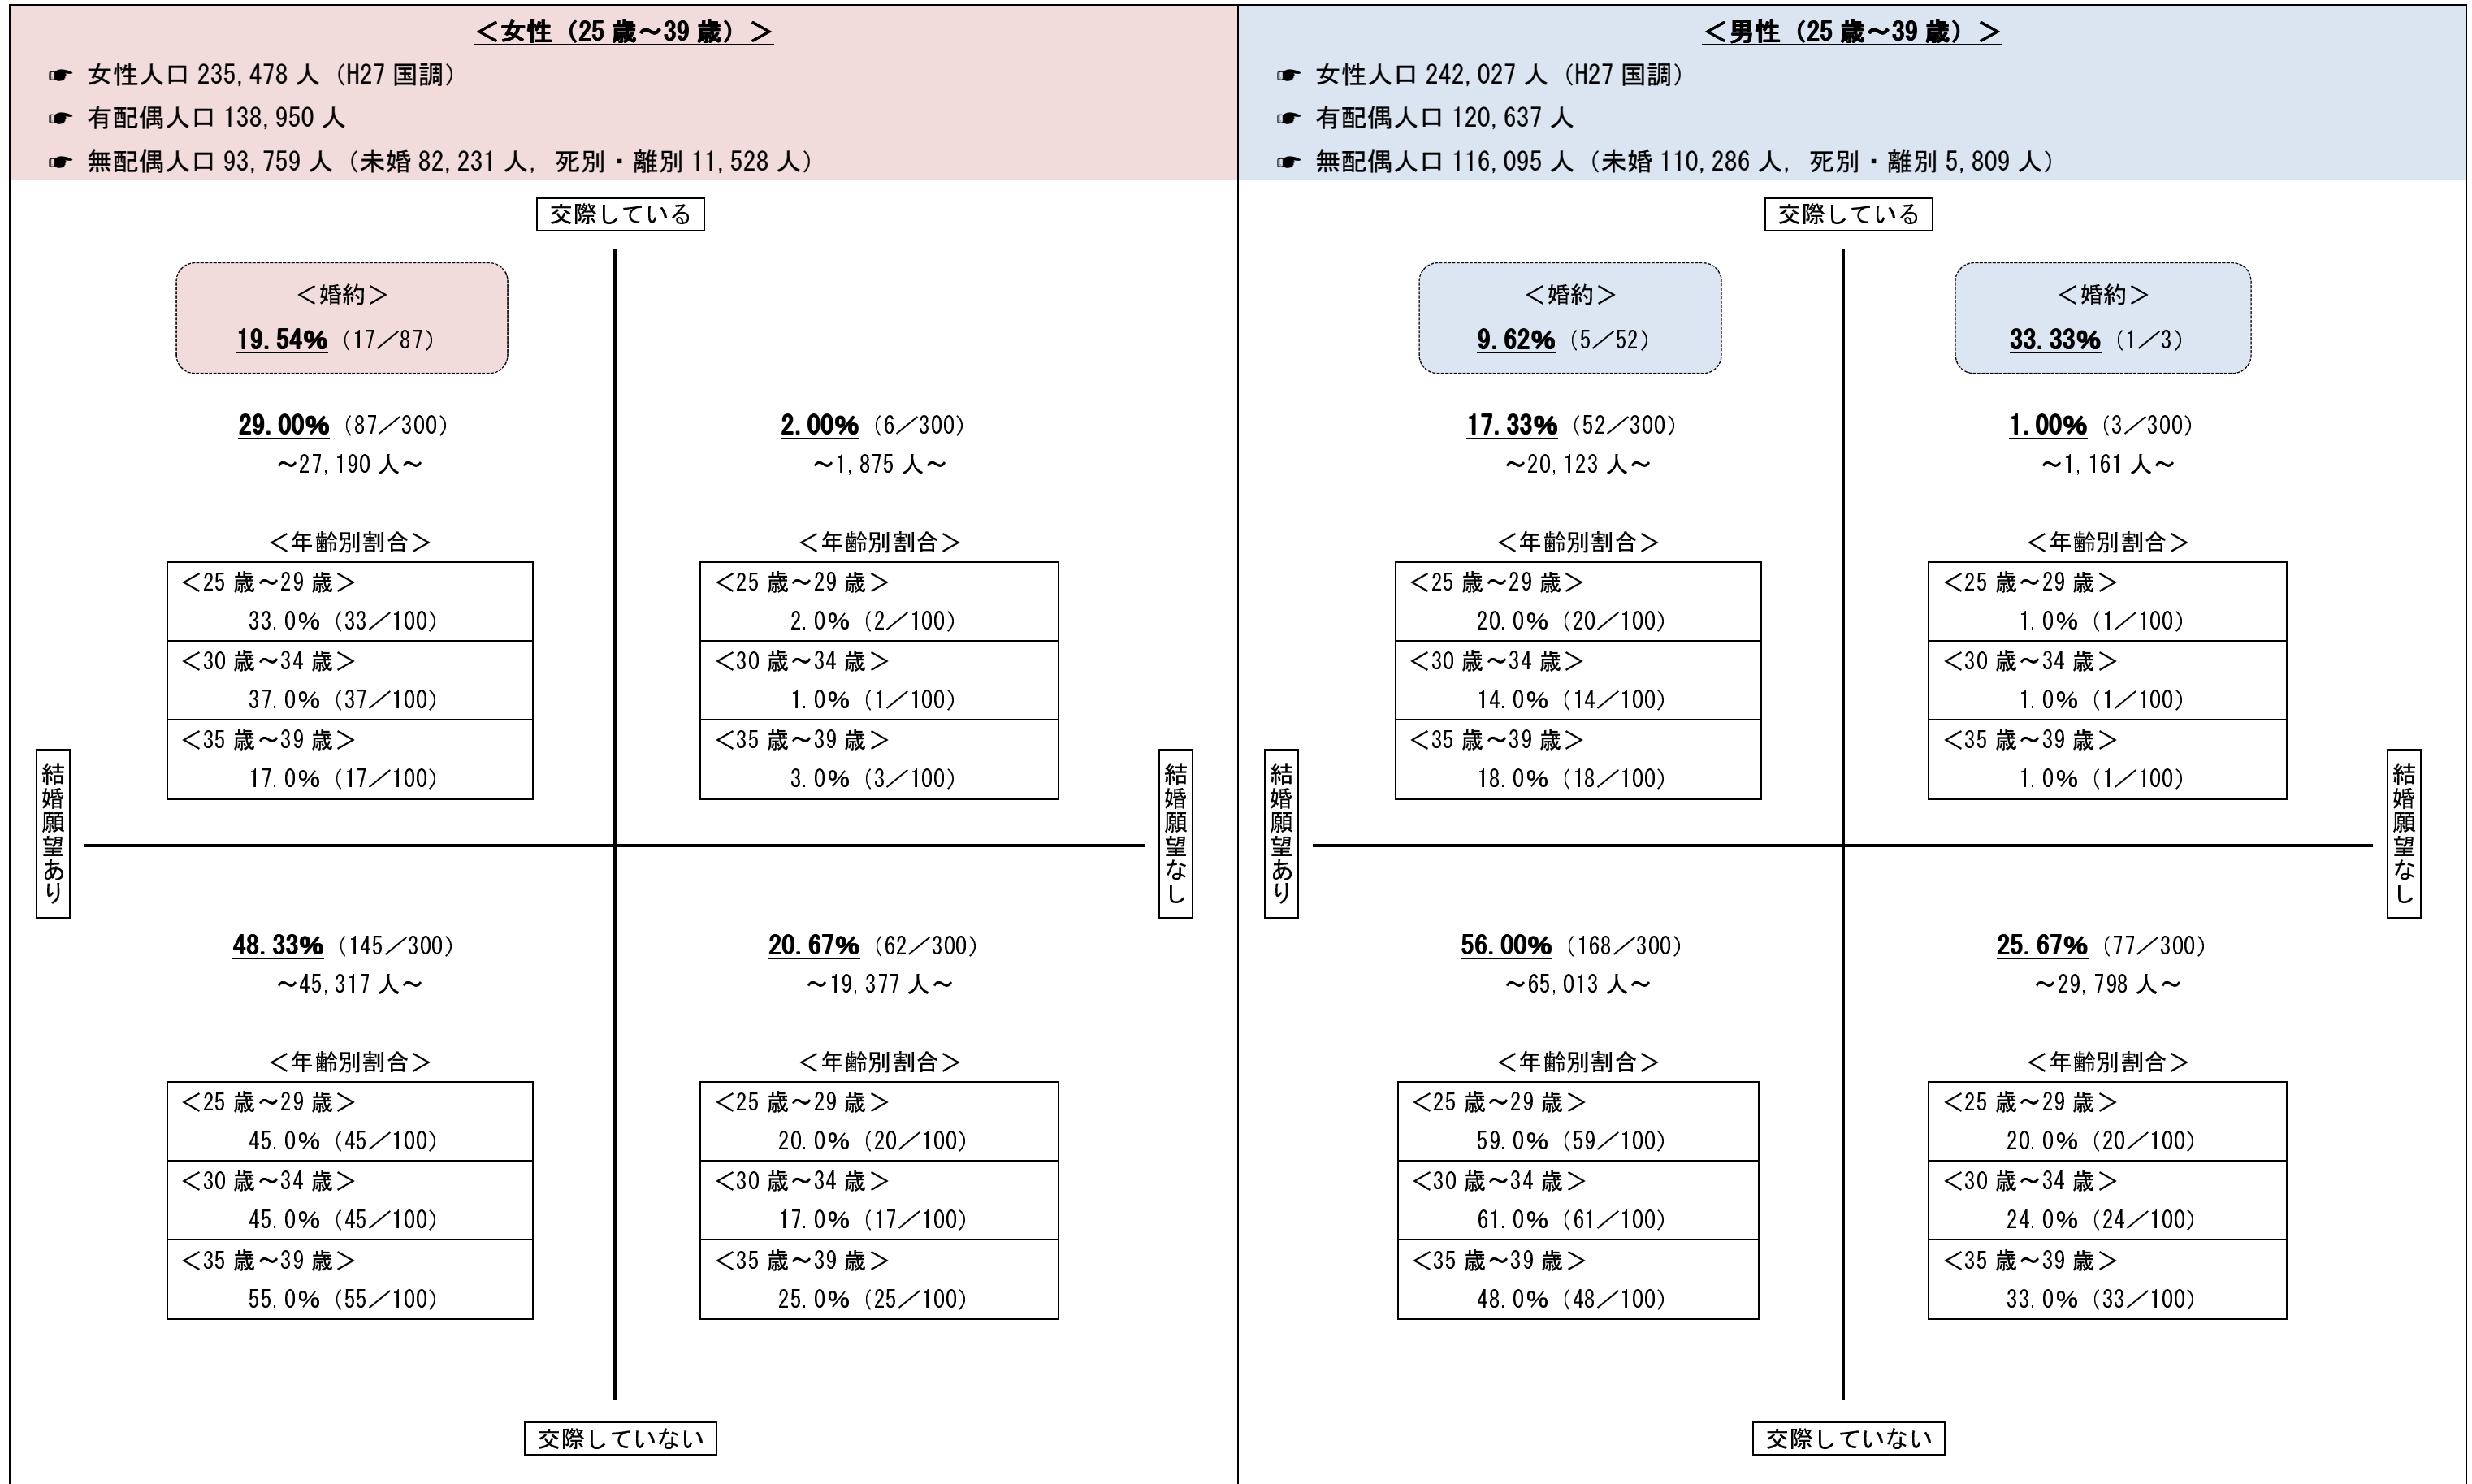 ＜女性（25 歳～39 歳）＞
☛ 女性人口 235,478 人（H27 国調）
☛ 有配偶人口 138,950 人
☛ 無配偶人口 93,759 人（未婚 82,231 人, 死別・離別 11,528 人）
交際している
＜婚約＞
19.54%（17／87）
29.00%（87／300）
～27,190 人～
2.00%（6／300）
～1,875 人～
＜年齢別割合＞
＜25 歳～29 歳＞
33.0%（33／100）
＜30 歳～34 歳＞
37.0%（37／100）
＜35 歳～39 歳＞
17.0%（17／100）
＜年齢別割合＞
＜25 歳～29 歳＞
2.0%（2／100）
＜30 歳～34 歳＞
1.0%（1／100）
＜35 歳～39 歳＞
3.0%（3／100）
結婚願望あり
結婚願望なし
48.33%（145／300）
～45,317 人～
20.67%（62／300）
～19,377 人～
＜年齢別割合＞
＜25 歳～29 歳＞
45.0%（45／100）
＜30 歳～34 歳＞
45.0%（45／100）
＜35 歳～39 歳＞
55.0%（55／100）
＜年齢別割合＞
＜25 歳～29 歳＞
20.0%（20／100）
＜30 歳～34 歳＞
17.0%（17／100）
＜35 歳～39 歳＞
25.0%（25／100）
交際していない
＜男性（25 歳～39 歳）＞
☛ 女性人口 242,027 人（H27 国調）
☛ 有配偶人口 120,637 人
☛ 無配偶人口 116,095 人（未婚 110,286 人, 死別・離別 5,809 人）
交際している
＜婚約＞
9.62%（5／52）
＜婚約＞
33.33%（1／3）
17.33%（52／300）
～20,123 人～
1.00%（3／300）
～1,161 人～
＜年齢別割合＞
＜25 歳～29 歳＞
20.0%（20／100）
＜30 歳～34 歳＞
14.0%（14／100）
＜35 歳～39 歳＞
18.0%（18／100）
＜年齢別割合＞
＜25 歳～29 歳＞
1.0%（1／100）
＜30 歳～34 歳＞
1.0%（1／100）
＜35 歳～39 歳＞
1.0%（1／100）
結婚願望あり
結婚願望なし
56.00%（168／300）
～65,013 人～
25.67%（77／300）
～29,798 人～
＜年齢別割合＞
＜25 歳～29 歳＞
59.0%（59／100）
＜30 歳～34 歳＞
61.0%（61／100）
＜35 歳～39 歳＞
48.0%（48／100）
＜年齢別割合＞
＜25 歳～29 歳＞
20.0%（20／100）
＜30 歳～34 歳＞
24.0%（24／100）
＜35 歳～39 歳＞
33.0%（33／100）
交際していない